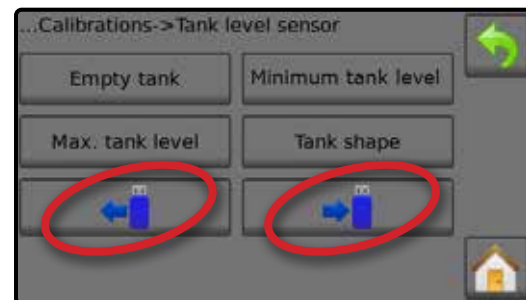 ...Calibrations->Tank level sensor
Empty tank
Minimum tank level
Max. tank level
Tank shape